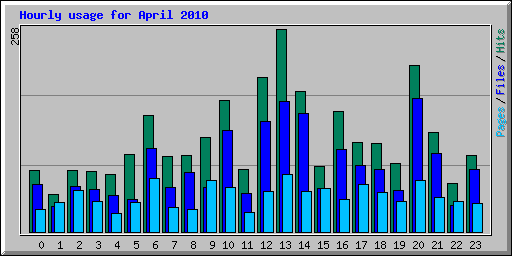 Hourly usage for April 2010
258
Pages / Files / Hits
0 1 2 3 4 5 6 7 8 9 10 11 12 13 14 15 16 17 18 19 20 21 22 23